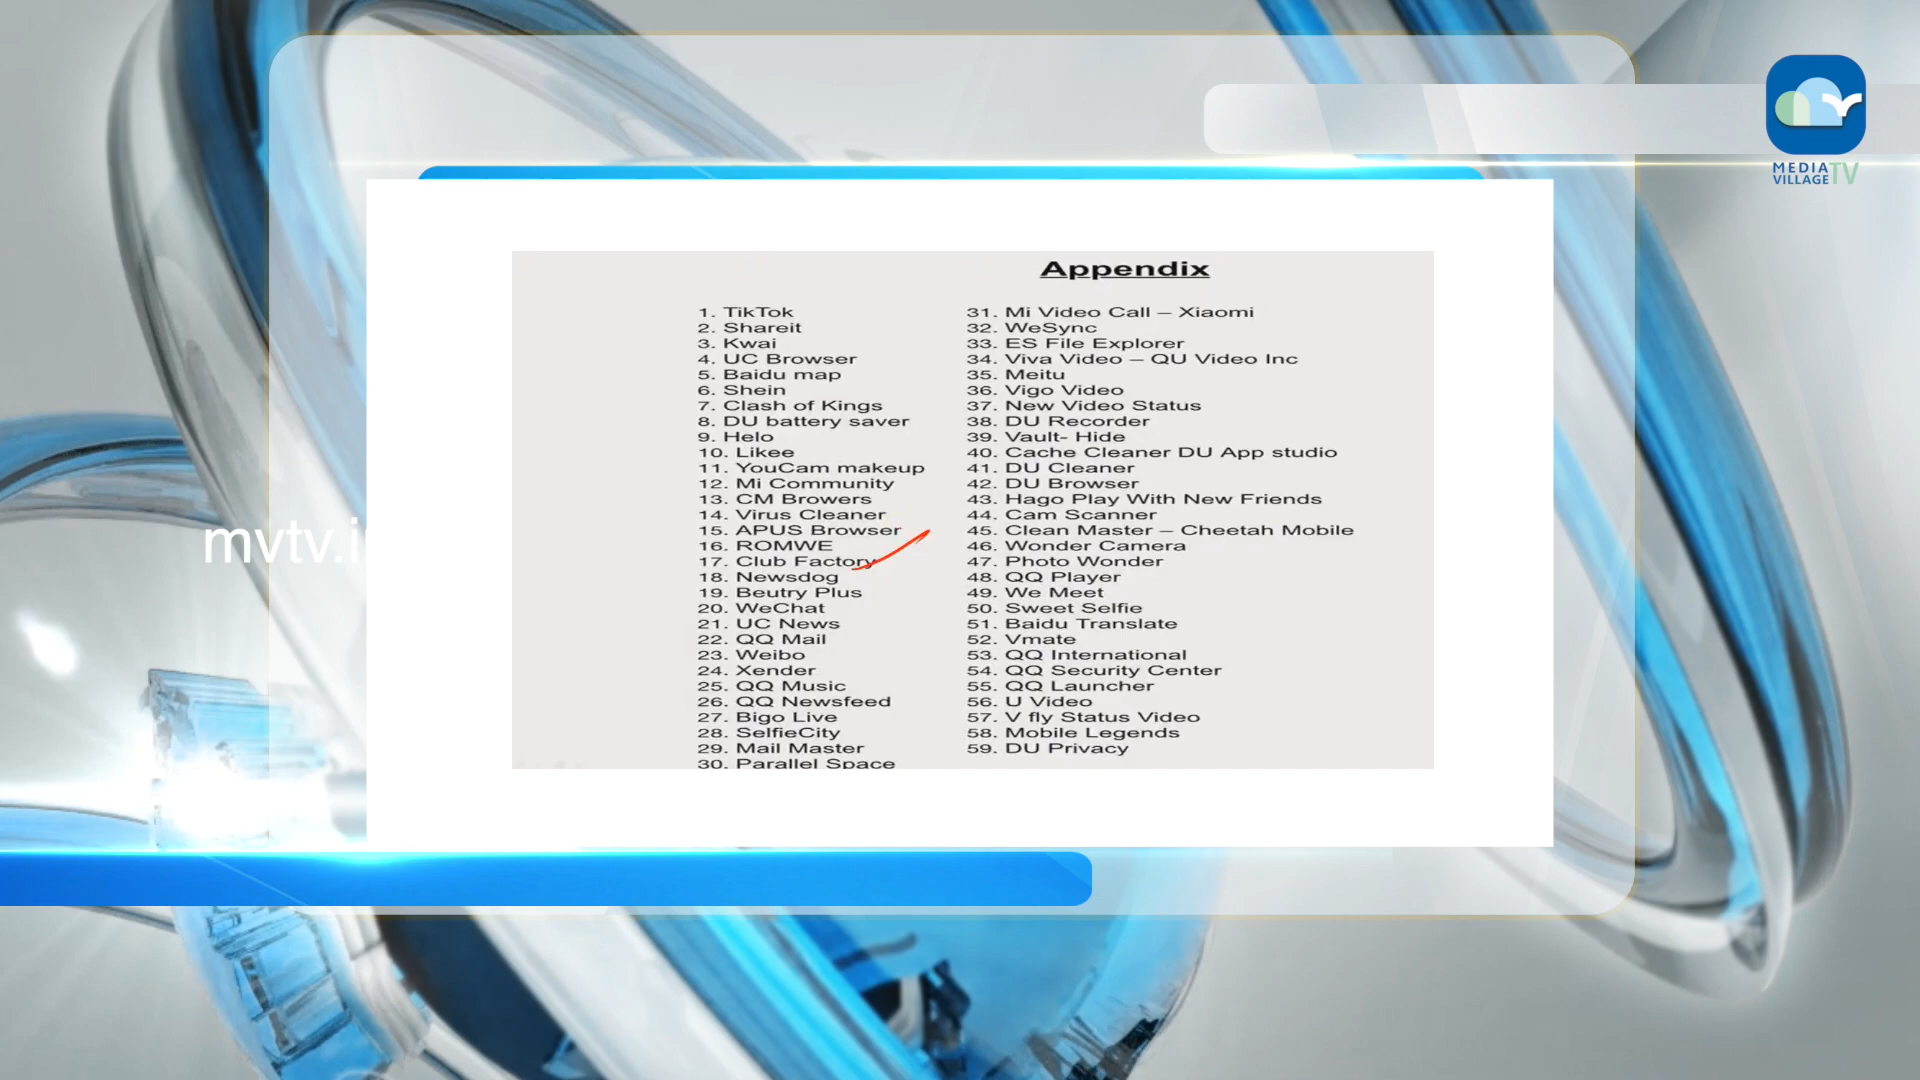 MEDIA
VILLAGE TV
Appendix
1. TikTok
2. Shareit
3. Kwai
4. UC Browser
5. Baidu map
6. Shein
7. Clash of Kings
8. DU battery saver
9. Helo
10. Likee
11. YouCam makeup
12. Mi Community
13. CM Browers
14. Virus Cleaner
15. APUS Browser
16. ROMWE
17. Club Factory
18. Newsdog
19. Beutry Plus
20. WeChat
21. UC News
22. QQ Mail
23. Weibo
24. Xender
25. QQ Music
26. QQ Newsfeed
27. Bigo Live
28. SelfieCity
29. Mail Master
30. Parallel Space
31. Mi Video Call – Xiaomi
32. WeSync
33. ES File Explorer
34. Viva Video – QU Video Inc
35. Meitu
36. Vigo Video
37. New Video Status
38. DU Recorder
39. Vault- Hide
40. Cache Cleaner DU App studio
41. DU Cleaner
42. DU Browser
43. Hago Play With New Friends
44. Cam Scanner
45. Clean Master – Cheetah Mobile
46. Wonder Camera
47. Photo Wonder
48. QQ Player
49. We Meet
50. Sweet Selfie
51. Baidu Translate
52. Vmate
53. QQ International
54. QQ Security Center
55. QQ Launcher
56. U Video
57. V fly Status Video
58. Mobile Legends
59. DU Privacy
mvtv.i